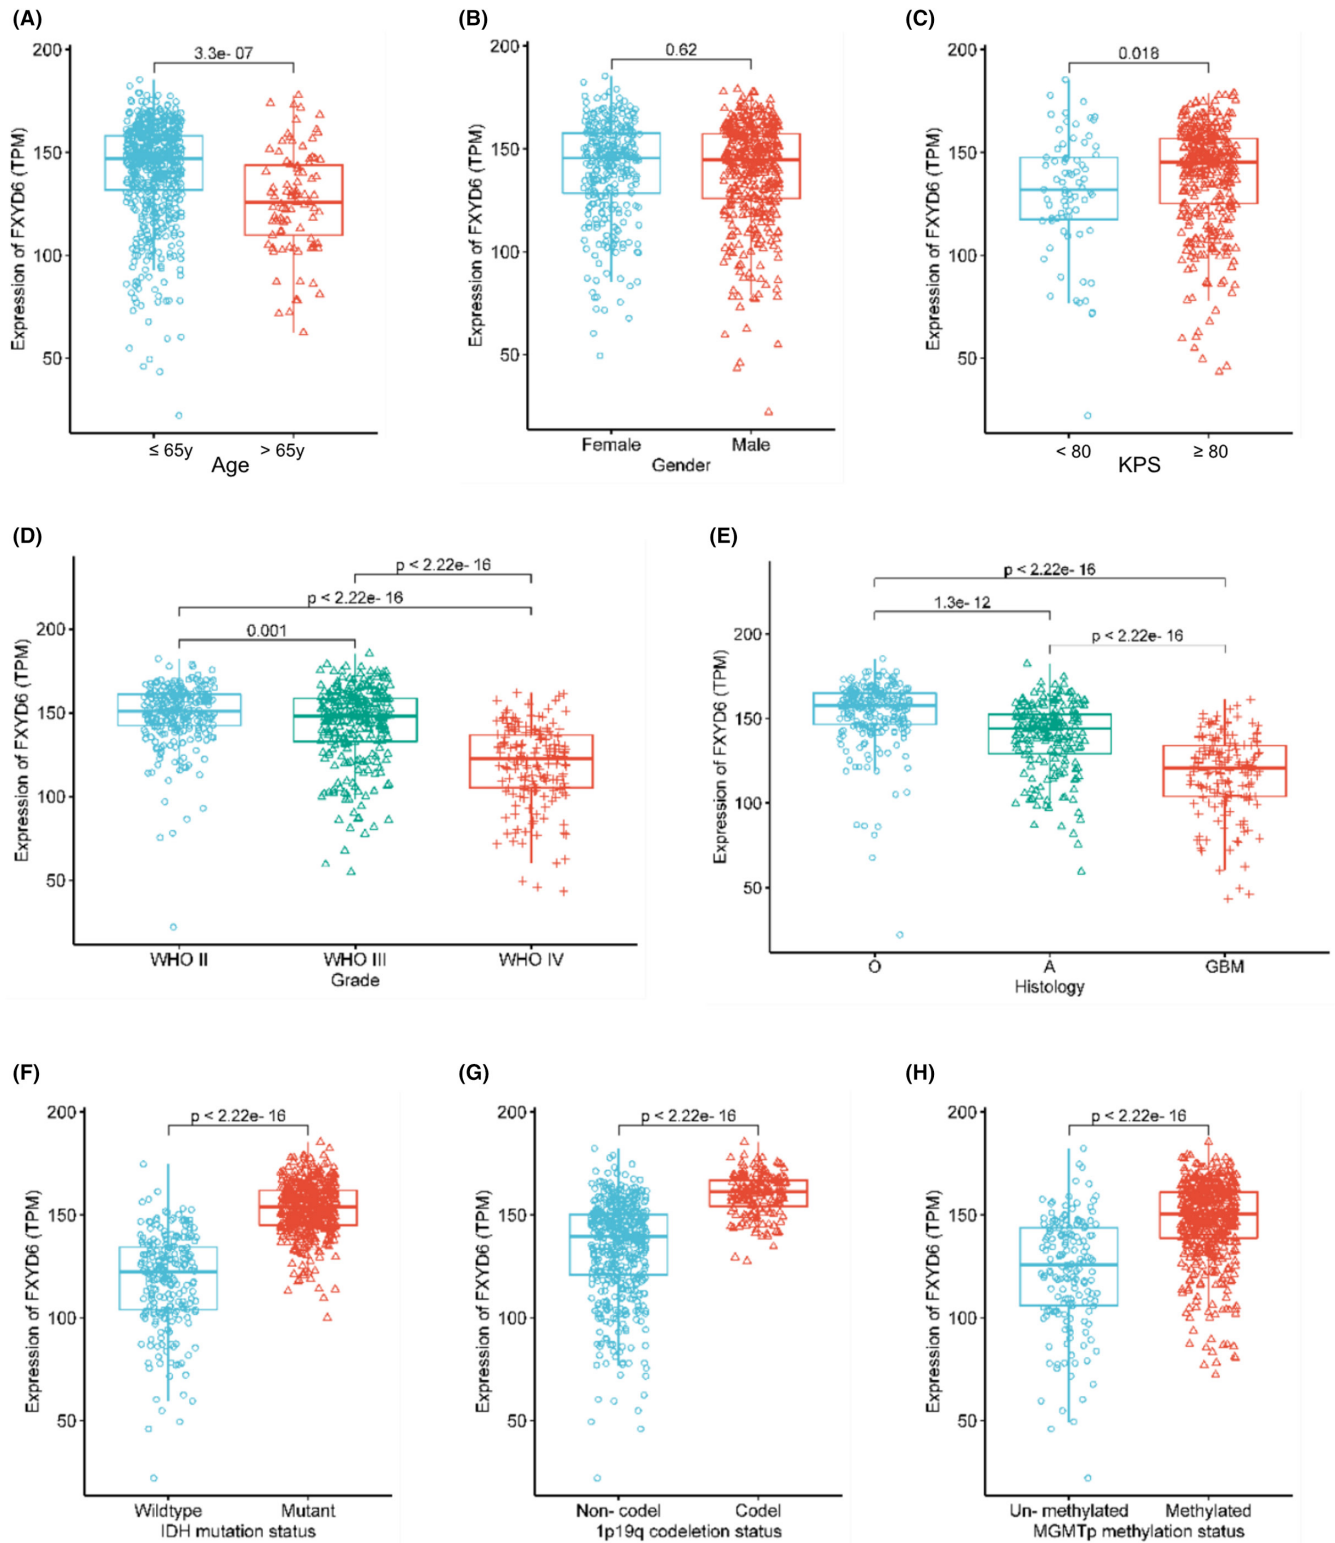 (A)
(B)
(C)
200
3.3e- 07
150
100
50
Expression of FXYD6 (TPM)
≤ 65y
> 65y
Age
200
0.62
150
100
50
Expression of FXYD6 (TPM)
Female
Male
Gender
200
0.018
150
100
50
Expression of FXYD6 (TPM)
< 80
≥ 80
KPS
(D)
(E)
p < 2.22e- 16
p < 2.22e- 16
0.001
200
150
100
50
Expression of FXYD6 (TPM)
WHO II
WHO III
WHO IV
Grade
p < 2.22e- 16
1.3e- 12
p < 2.22e- 16
200
150
100
50
Expression of FXYD6 (TPM)
O
A
GBM
Histology
(F)
(G)
(H)
200
p < 2.22e- 16
150
100
50
Expression of FXYD6 (TPM)
Wildtype
Mutant
IDH mutation status
200
p < 2.22e- 16
150
100
50
Expression of FXYD6 (TPM)
Non- codel
Codel
1p19q codeletion status
200
p < 2.22e- 16
150
100
50
Expression of FXYD6 (TPM)
Un- methylated
Methylated
MGMTp methylation status